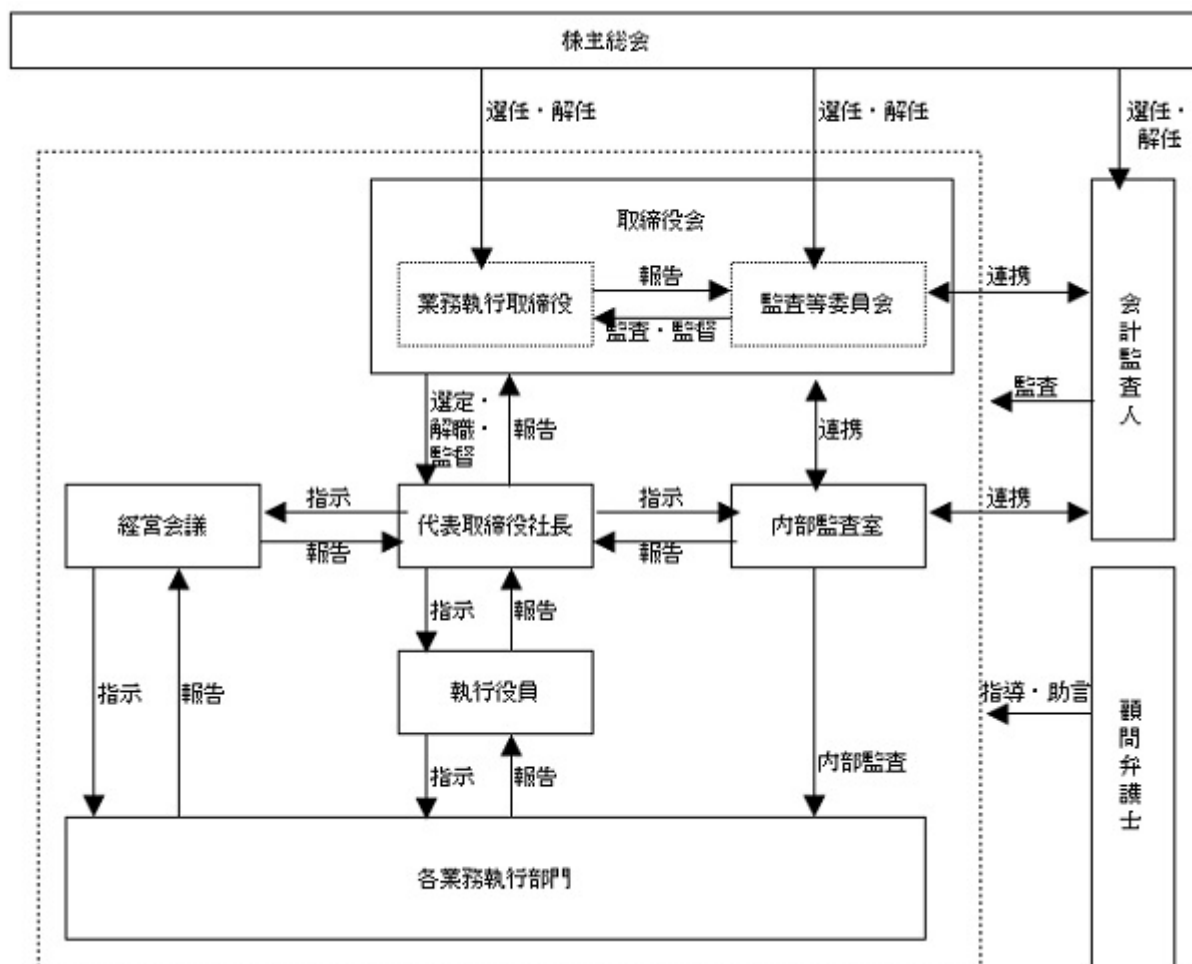 株主総会
選任・解任
選任・解任
選任・
解任
取締役会
業務執行取締役
報告
監査・監督
監査等委員会
連携
会計監査人
監査
選定・
解職・
監督
報告
連携
経営会議
指示
報告
代表取締役社長
指示
報告
内部監査室
連携
指示
報告
執行役員
指示
報告
指示
報告
内部監査
指導・助言
顧問弁護士
各業務執行部門